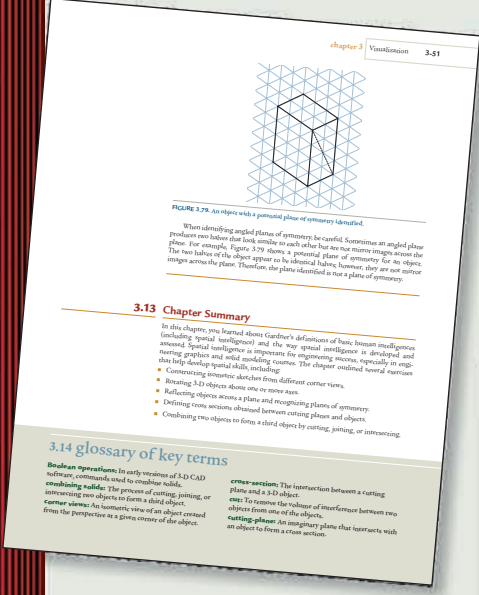 chapter 3 Visualization 3-51
FIGURE 3.79. An object with a potential plane of symmetry identified.
When identifying angled planes of symmetry, be careful. Sometimes an angled plane
produces two halves that look similar to each other but are not mirror images across the
plane. For example, Figure 3.79 shows a potential plane of symmetry for an object.
The two halves of the object appear to be identical halves; however, they are not mirror
images across the plane. Therefore, the plane identified is not a plane of symmetry.
3.13 Chapter Summary
In this chapter, you learned about Gardner's definitions of basic human intelligences
(including spatial intelligence) and the way spatial intelligence is developed and
assessed. Spatial intelligence is important for engineering success, especially in engi-
neering graphics and solid modeling courses. The chapter outlined several exercises
that help develop spatial skills, including:
▪ Constructing isometric sketches from different corner views.
▪ Rotating 3-D objects about one or more axes.
▪ Reflecting objects across a plane and recognizing planes of symmetry.
▪ Defining cross sections obtained between cutting planes and objects.
▪ Combining two objects to form a third object by cutting, joining, or intersecting.
3.14 glossary of key terms
Boolean operations: In early versions of 3-D CAD
software, commands used to combine solids.
combining solids: The process of cutting, joining, or
intersecting two objects to form a third object.
corner views: An isometric view of an object created
from the perspective at a given corner of the object.
cross-section: The intersection between a cutting
plane and a 3-D object.
cut: To remove the volume of interference between two
objects from one of the objects.
cutting-plane: An imaginary plane that intersects with
an object to form a cross section.